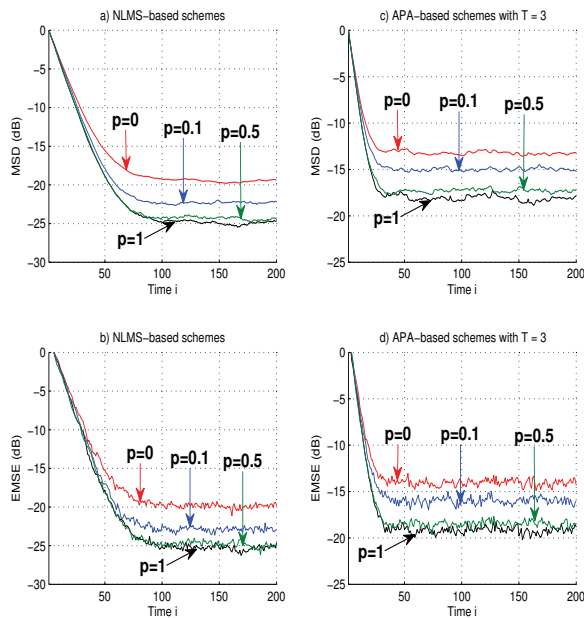 a) NLMS-based schemes
0
−5
−10
−15
−20
−25
−30
MSD (dB)
p=0
p=0.1
p=0.5
p=1
50 100 150 200
Time i
c) APA-based schemes with T = 3
0
−5
−10
−15
−20
−25
MSD (dB)
p=0
p=0.1
p=0.5
p=1
50 100 150 200
Time i
b) NLMS-based schemes
0
−5
−10
−15
−20
−25
−30
EMSE (dB)
p=0
p=0.1
p=0.5
p=1
50 100 150 200
Time i
d) APA-based schemes with T = 3
0
−5
−10
−15
−20
−25
EMSE (dB)
p=0
p=0.1
p=0.5
p=1
50 100 150 200
Time i